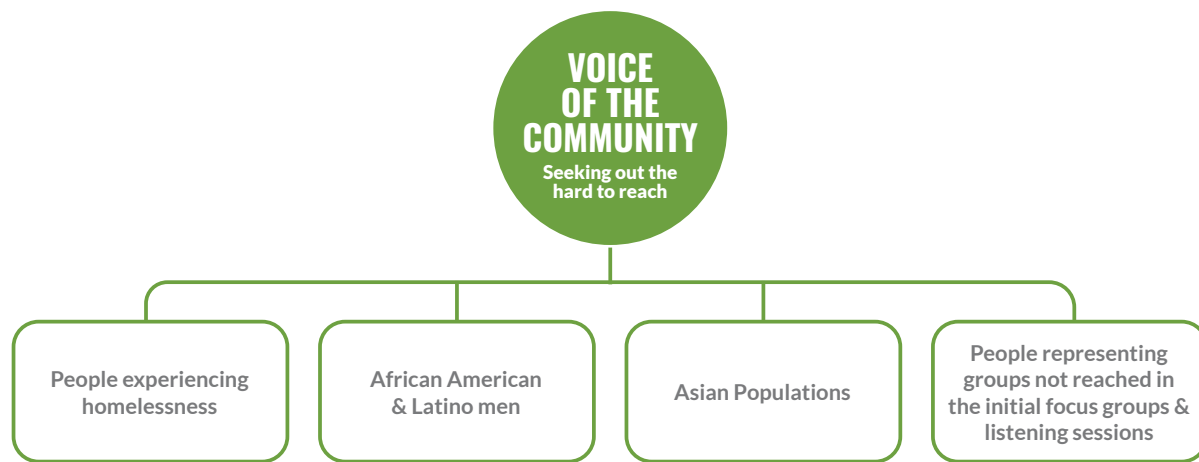 VOICE
OF THE
COMMUNITY
Seeking out the
hard to reach
People experiencing
homelessness
African American
& Latino men
Asian Populations
People representing
groups not reached in
the initial focus groups &
listening sessions